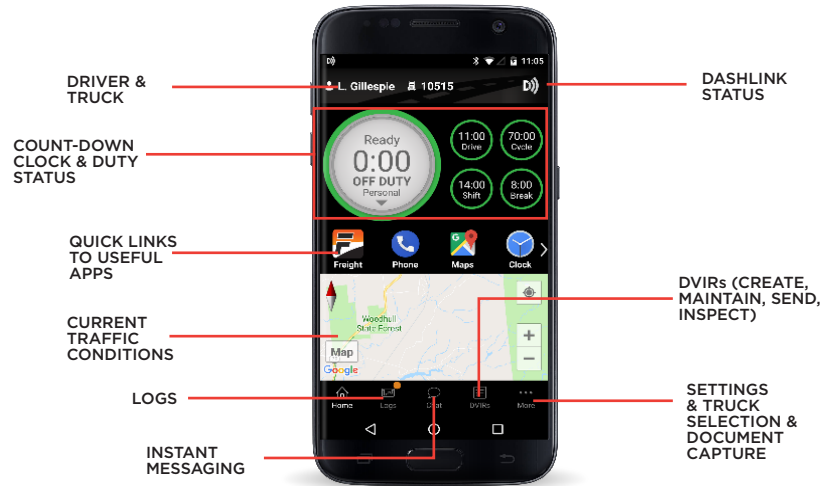 D))
11:05
L. Gillespie 10515
D))
DRIVER &
TRUCK
DASHLINK
STATUS
COUNT-DOWN
CLOCK & DUTY
STATUS
Ready
0:00
OFF DUTY
Personal
11:00
Drive
70:00
Cycle
14:00
Shift
8:00
Break
QUICK LINKS
TO USEFUL
APPS
G
Freight
Phone
Maps
Clock
CURRENT
TRAFFIC
CONDITIONS
Woodhull
State Forest
+
−
Map
Google
DVIRs (CREATE,
MAINTAIN, SEND,
INSPECT)
LOGS
Home
Logs
Chat
DVIRs
More
INSTANT
MESSAGING
SETTINGS
& TRUCK
SELECTION &
DOCUMENT
CAPTURE